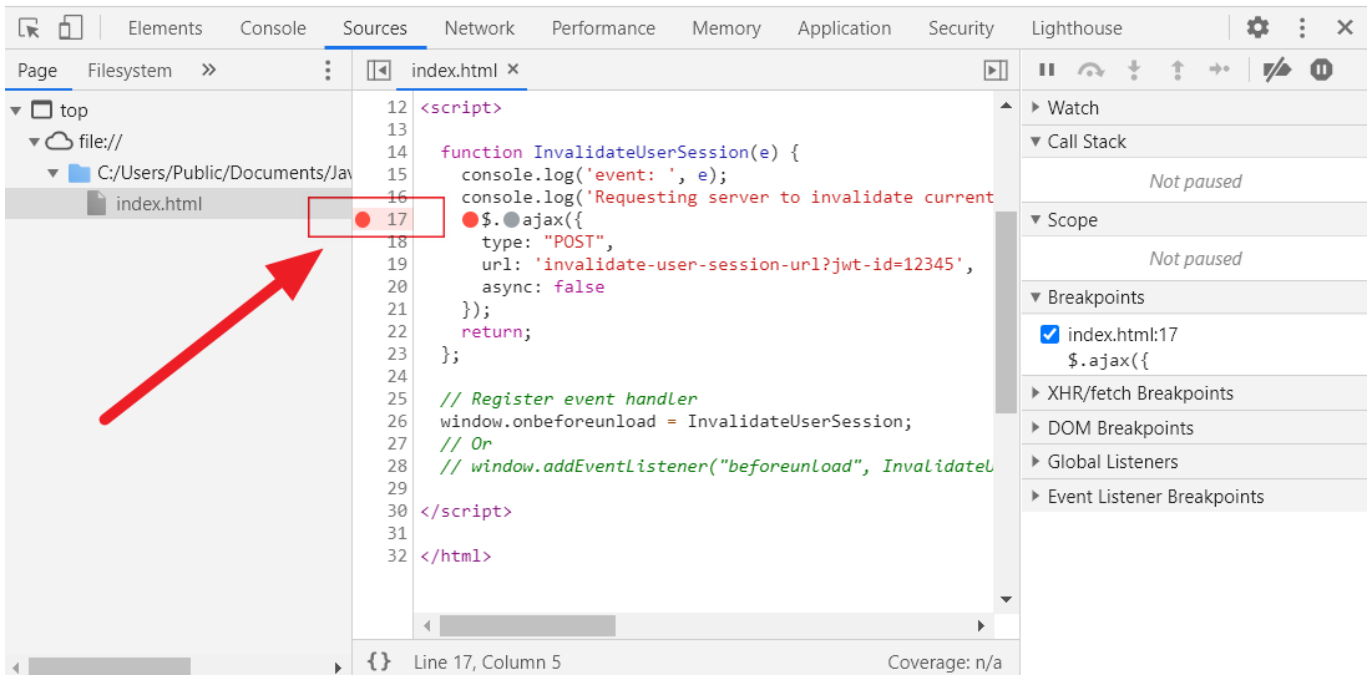 Elements Console Sources Network Performance Memory Application Security Lighthouse
Page Filesystem
index.html
top
file://
C:/Users/Public/Documents/Jav
index.html
12 <script>
13
14 function InvalidateUserSession(e) {
15 console.log('event: ', e);
16 console.log('Requesting server to invalidate current
17 $.ajax({
18 type: "POST",
19 url: 'invalidate-user-session-url?jwt-id=12345',
20 async: false
21 });
22 return;
23 };
24
25 // Register event handler
26 window.onbeforeunload = InvalidateUserSession;
27 // Or
28 // window.addEventListener("beforeunload", InvalidateU
29
30 </script>
31
32 </html>
{} Line 17, Column 5 Coverage: n/a
Watch
Call Stack
Not paused
Scope
Not paused
Breakpoints
index.html:17
$.ajax({
XHR/fetch Breakpoints
DOM Breakpoints
Global Listeners
Event Listener Breakpoints